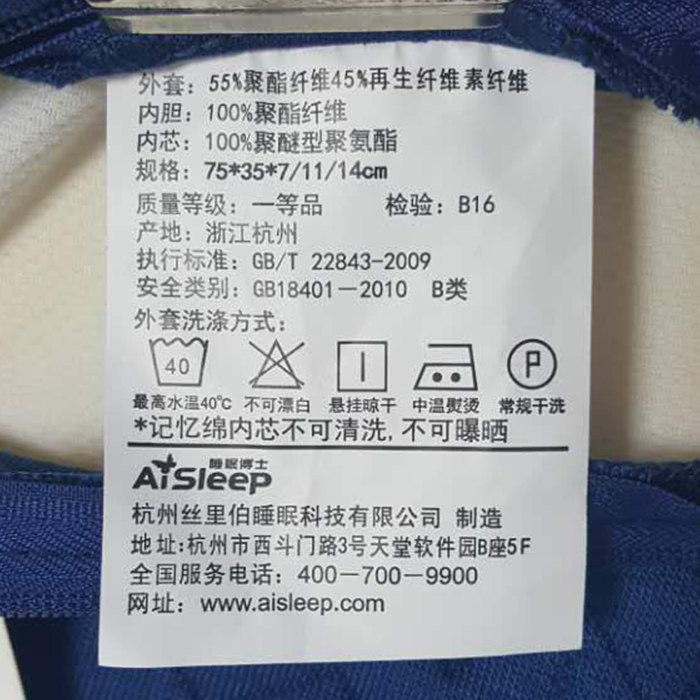 外套：55%聚酯纤维45%再生纤维素纤维
内胆：100%聚酯纤维
内芯：100%聚醚型聚氨酯
规格：75*35*7/11/14cm
质量等级：一等品 检验：B16
产地：浙江杭州
执行标准：GB/T 22843-2009
安全类别：GB18401—2010 B类
外套洗涤方式：
40 P
最高水温40℃ 不可漂白 悬挂晾干 中温熨烫 常规干洗
*记忆绵内芯不可清洗,不可曝晒
睡眠博士
AiSleep
杭州丝里伯睡眠科技有限公司 制造
地址:杭州市西斗门路3号天堂软件园B座5F
全国服务电话：400—700—9900
网址：www.aisleep.com